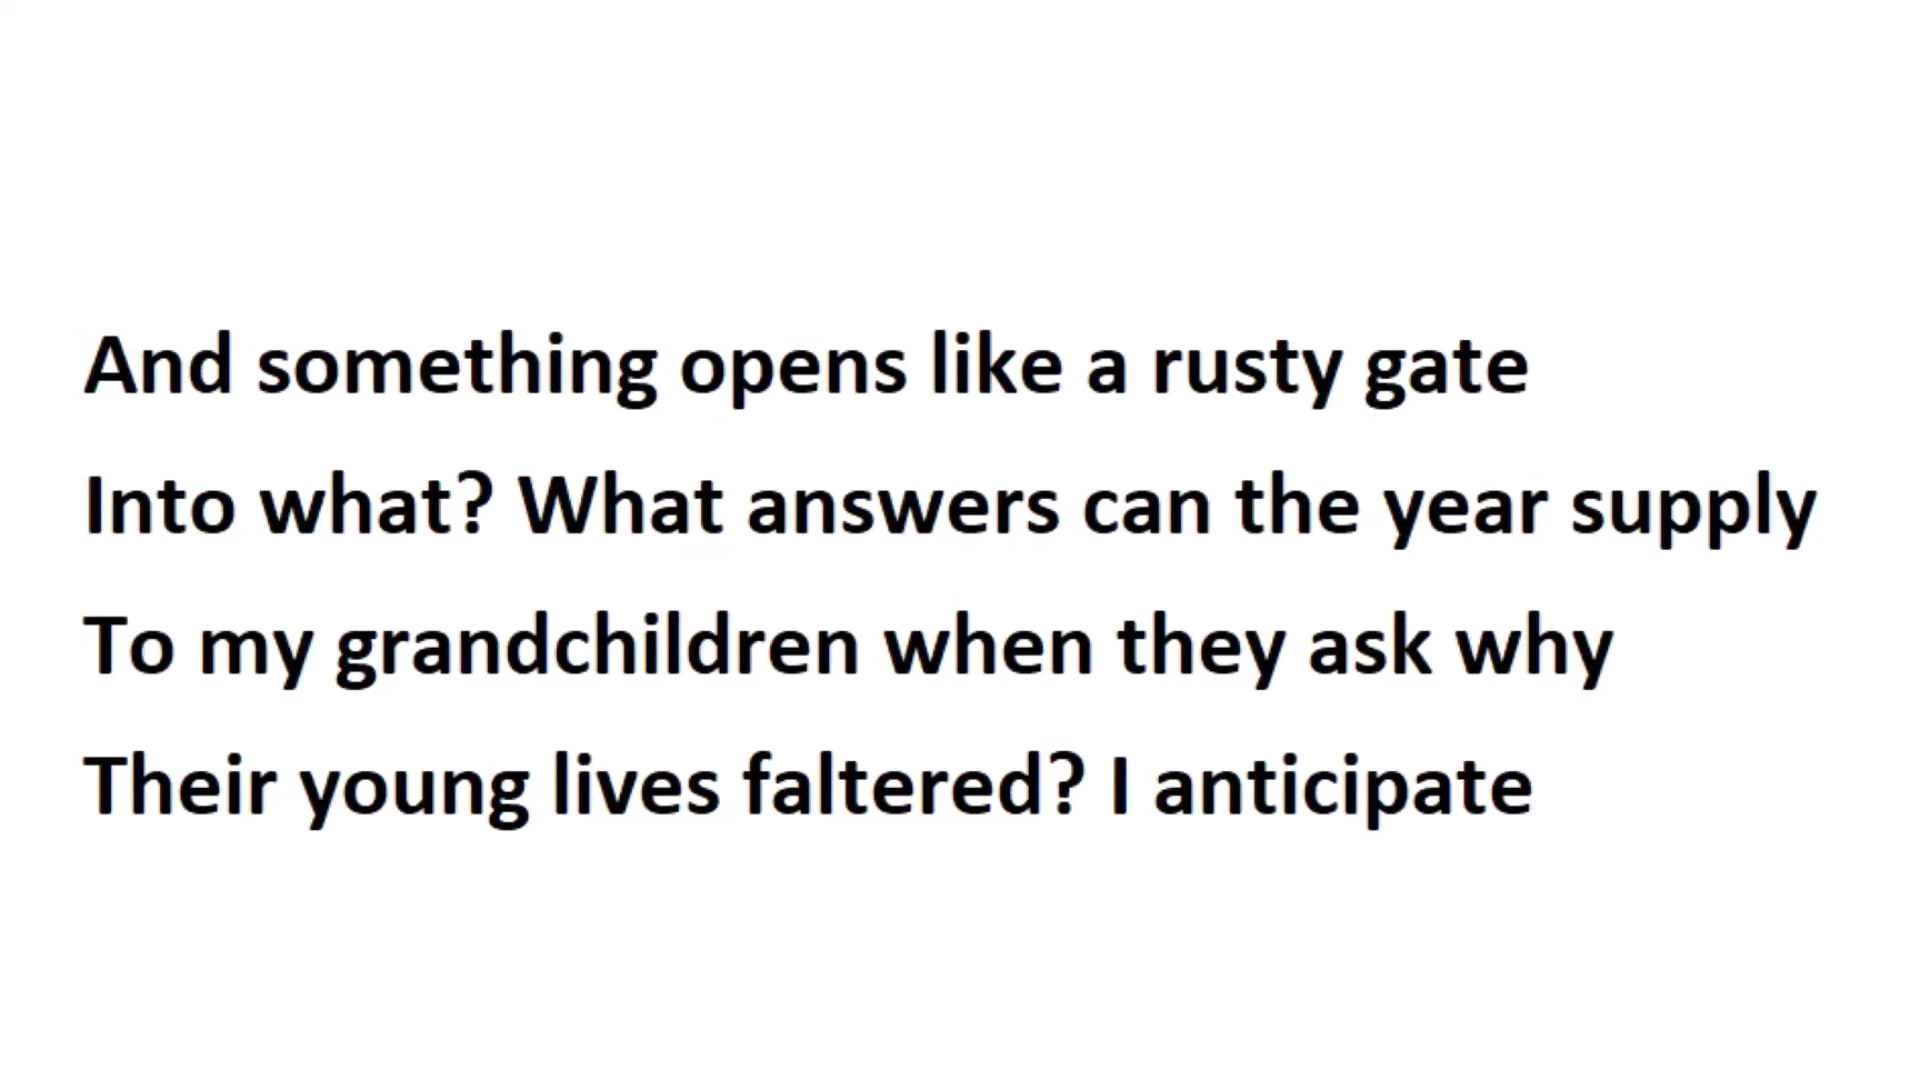 And something opens like a rusty gate
Into what? What answers can the year supply
To my grandchildren when they ask why
Their young lives faltered? I anticipate